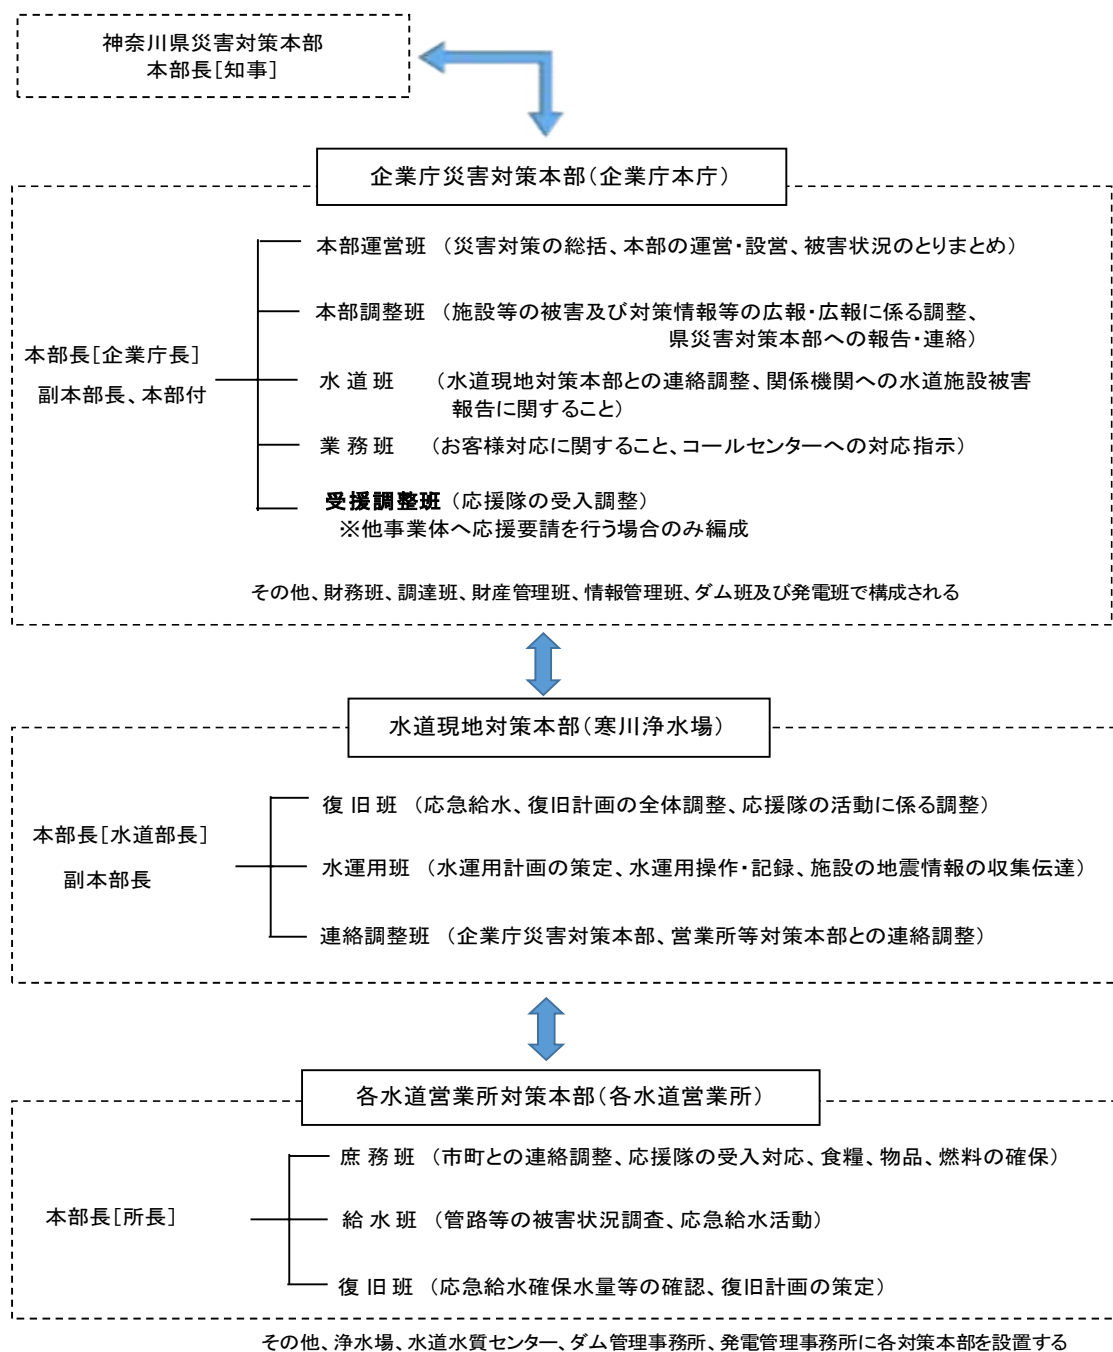 神奈川県災害対策本部
本部長[知事]
企業庁災害対策本部(企業庁本庁)
本部運営班 (災害対策の総括、本部の運営・設営、被害状況のとりまとめ)
本部調整班 (施設等の被害及び対策情報等の広報・広報に係る調整、
県災害対策本部への報告・連絡)
本部長[企業庁長]
副本部長、本部付
水 道 班 (水道現地対策本部との連絡調整、関係機関への水道施設被害
報告に関すること)
業 務 班 (お客様対応に関すること、コールセンターへの対応指示)
受援調整班 (応援隊の受入調整)
※他事業体へ応援要請を行う場合のみ編成
その他、財務班、調達班、財産管理班、情報管理班、ダム班及び発電班で構成される
水道現地対策本部(寒川浄水場)
復 旧 班 (応急給水、復旧計画の全体調整、応援隊の活動に係る調整)
本部長[水道部長]
副本部長
水運用班 (水運用計画の策定、水運用操作・記録、施設の地震情報の収集伝達)
連絡調整班 (企業庁災害対策本部、営業所等対策本部との連絡調整)
各水道営業所対策本部(各水道営業所)
庶務班 (市町との連絡調整、応援隊の受入対応、食糧、物品、燃料の確保)
本部長[所長]
給 水 班 (管路等の被害状況調査、応急給水活動)
復 旧 班 (応急給水確保水量等の確認、復旧計画の策定)
その他、浄水場、水道水質センター、ダム管理事務所、発電管理事務所に各対策本部を設置する